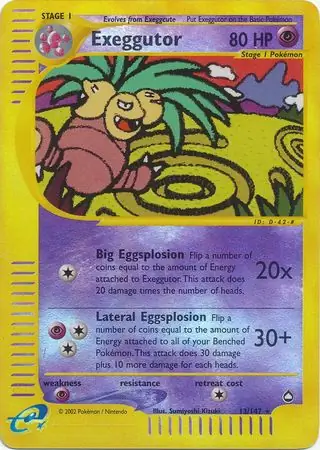 STAGE 1
Evolves from Exeggcute
Put Exeggutor on the Basic Pokémon
Exeggutor
80 HP
Stage 1 Pokémon
ID: D-42-#
Big Eggsplosion Flip a number of
coins equal to the amount of Energy
attached to Exeggutor. This attack does
20 damage times the number of heads.
20x
Lateral Eggsplosion Flip a
number of coins equal to the amount of
Energy attached to all of your Benched
Pokémon. This attack does 30 damage
plus 10 more damage for each heads.
30+
weakness
resistance
retreat cost
e
© 2002 Pokémon / Nintendo
Illus. Sumiyoshi Kizuki
13/147 ★